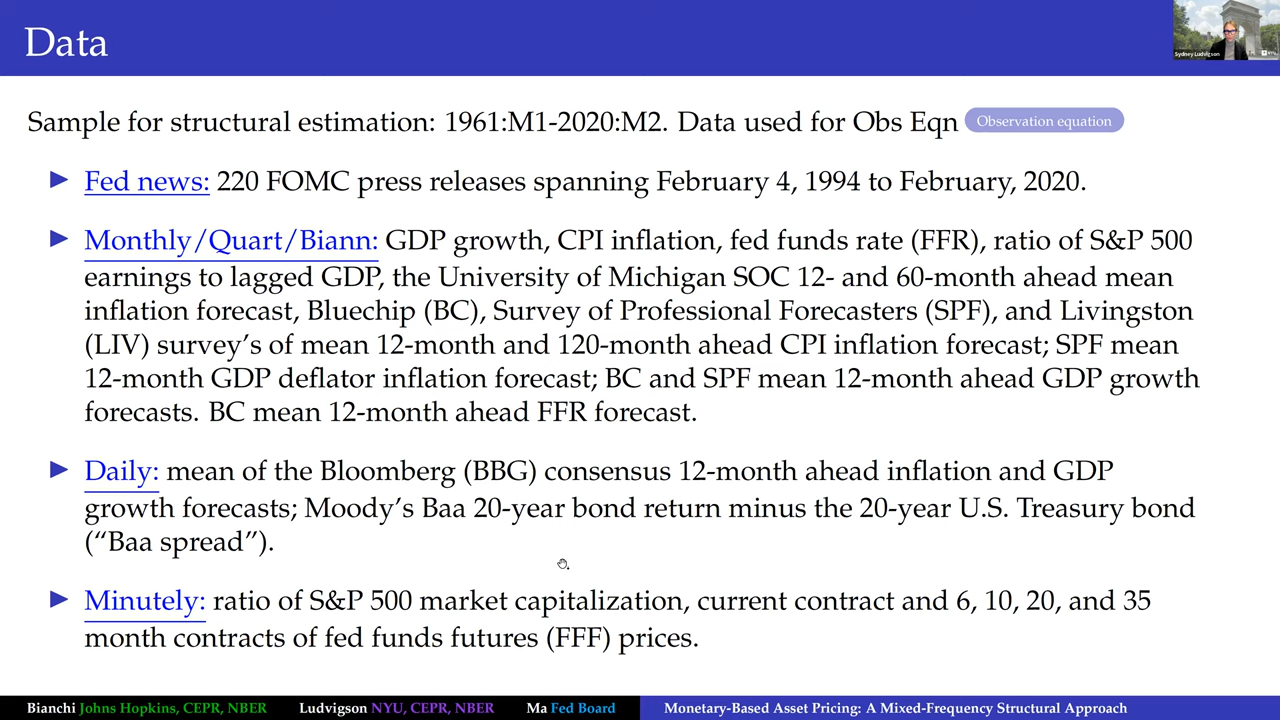 Data
Sydney Ludvigson
Sample for structural estimation: 1961:M1-2020:M2. Data used for Obs Eqn Observation equation
Fed news: 220 FOMC press releases spanning February 4, 1994 to February, 2020.
Monthly/Quart/Biann: GDP growth, CPI inflation, fed funds rate (FFR), ratio of S&P 500
earnings to lagged GDP, the University of Michigan SOC 12- and 60-month ahead mean
inflation forecast, Bluechip (BC), Survey of Professional Forecasters (SPF), and Livingston
(LIV) survey's of mean 12-month and 120-month ahead CPI inflation forecast; SPF mean
12-month GDP deflator inflation forecast; BC and SPF mean 12-month ahead GDP growth
forecasts. BC mean 12-month ahead FFR forecast.
Daily: mean of the Bloomberg (BBG) consensus 12-month ahead inflation and GDP
growth forecasts; Moody's Baa 20-year bond return minus the 20-year U.S. Treasury bond
("Baa spread").
Minutely: ratio of S&P 500 market capitalization, current contract and 6, 10, 20, and 35
month contracts of fed funds futures (FFF) prices.
Bianchi Johns Hopkins, CEPR, NBER Ludvigson NYU, CEPR, NBER Ma Fed Board Monetary-Based Asset Pricing: A Mixed-Frequency Structural Approach